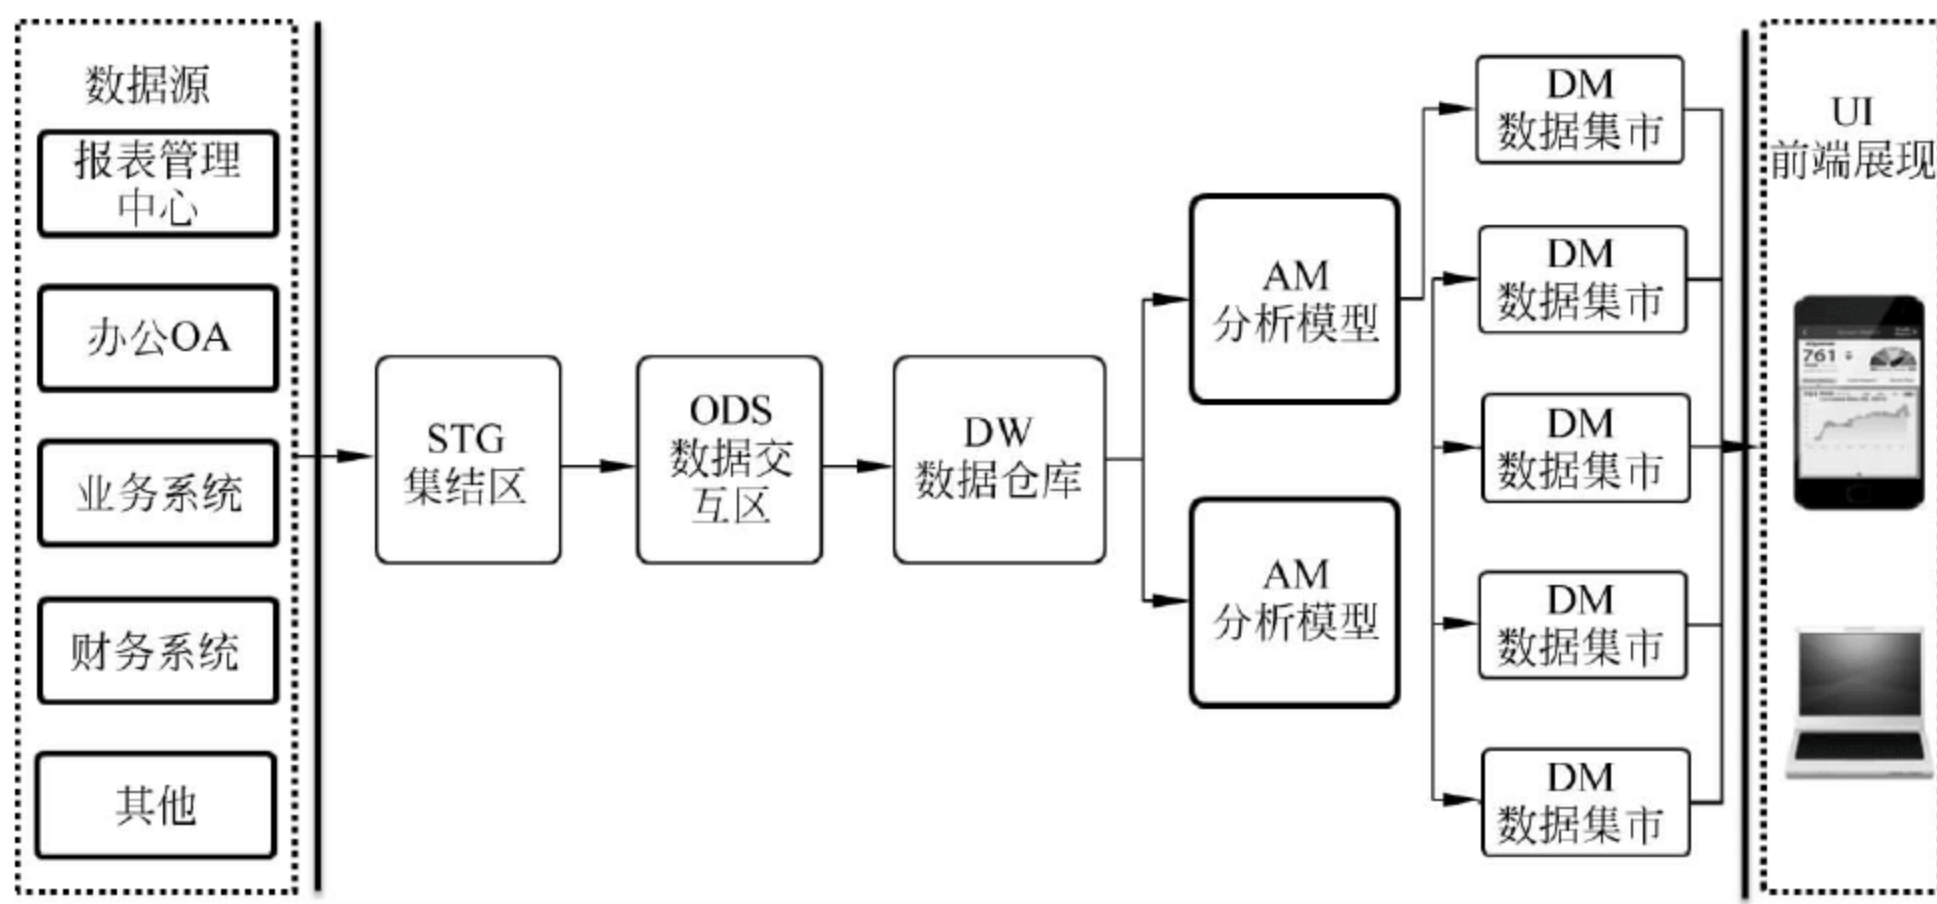 数据源
报表管理
中心
办公OA
业务系统
财务系统
其他
STG
集结区
ODS
数据交
互区
DW
数据仓库
AM
分析模型
AM
分析模型
DM
数据集市
DM
数据集市
DM
数据集市
DM
数据集市
DM
数据集市
UI
前端展现
761